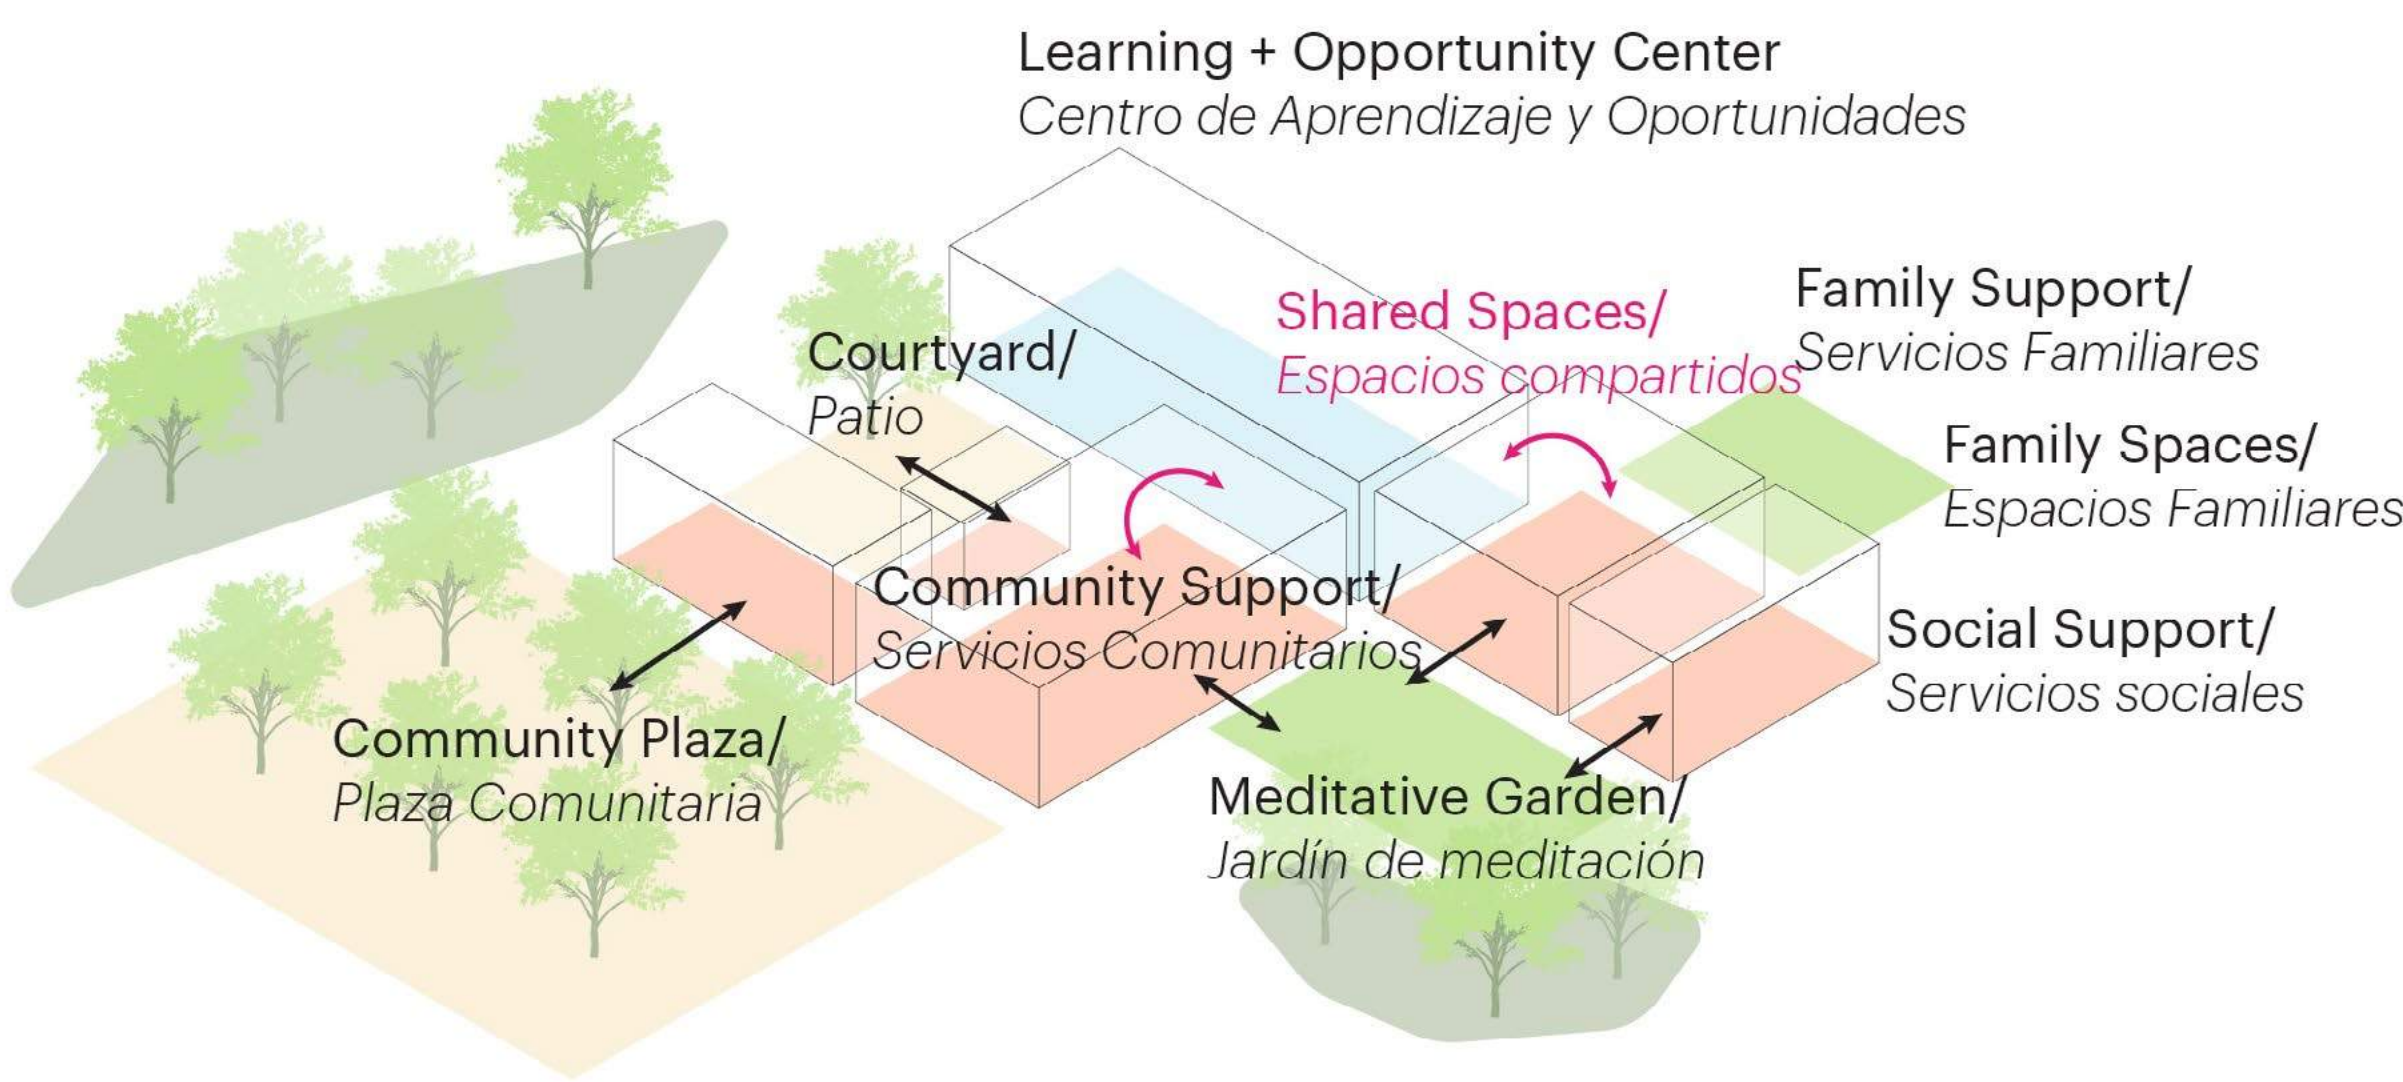 Learning + Opportunity Center
Centro de Aprendizaje y Oportunidades
Family Support/
Servicios Familiares
Shared Spaces/
Espacios compartidos
Courtyard/
Patio
Family Spaces/
Espacios Familiares
Community Support/
Servicios Comunitarios
Social Support/
Servicios sociales
Community Plaza/
Plaza Comunitaria
Meditative Garden/
Jardín de meditación